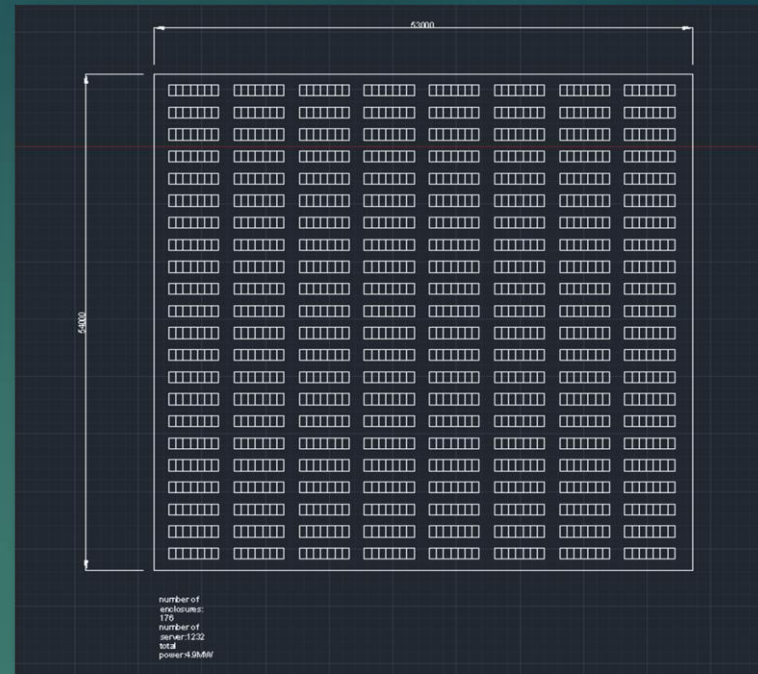 53000
54000
number of
enclosures:
176
number of
server:1232
total
power:4.9MW